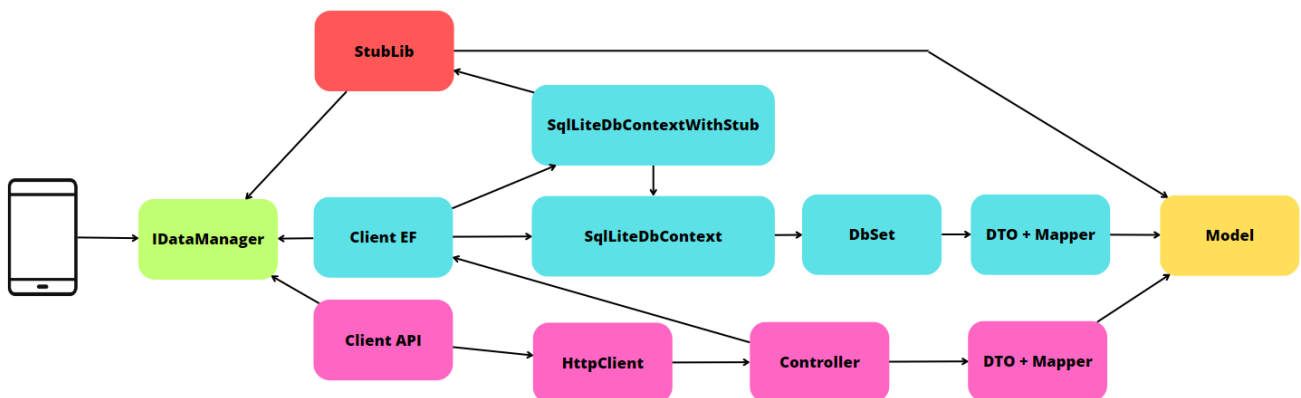 StubLib
SqlLiteDbContextWithStub
IDataManager
Client EF
SqlLiteDbContext
DbSet
DTO + Mapper
Model
Client API
HttpClient
Controller
DTO + Mapper